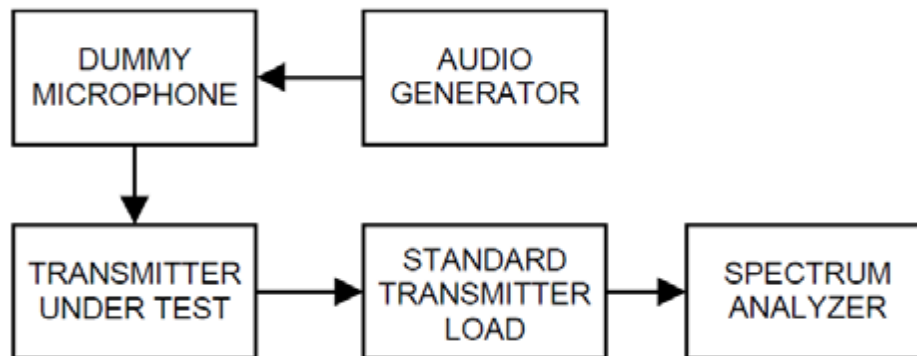 DUMMY
MICROPHONE
AUDIO
GENERATOR
TRANSMITTER
UNDER TEST
STANDARD
TRANSMITTER
LOAD
SPECTRUM
ANALYZER